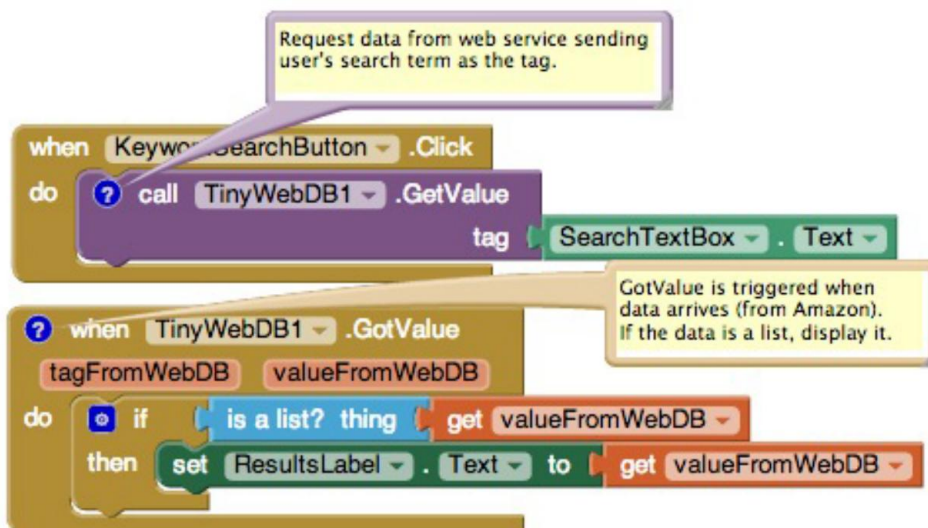 Request data from web service sending
user's search term as the tag.
when KeywordSearchButton .Click
do ? call TinyWebDB1 .GetValue
tag SearchTextBox . Text
GotValue is triggered when
data arrives (from Amazon).
If the data is a list, display it.
? when TinyWebDB1 .GotValue
tagFromWebDB valueFromWebDB
do if is a list? thing get valueFromWebDB
then set ResultsLabel . Text to get valueFromWebDB